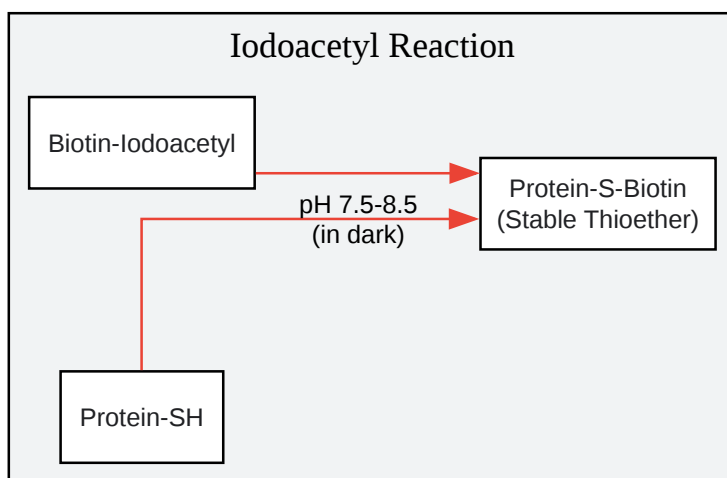 Iodoacetyl Reaction
Biotin-Iodoacetyl
Protein-S-Biotin
(Stable Thioether)
pH 7.5-8.5
(in dark)
Protein-SH